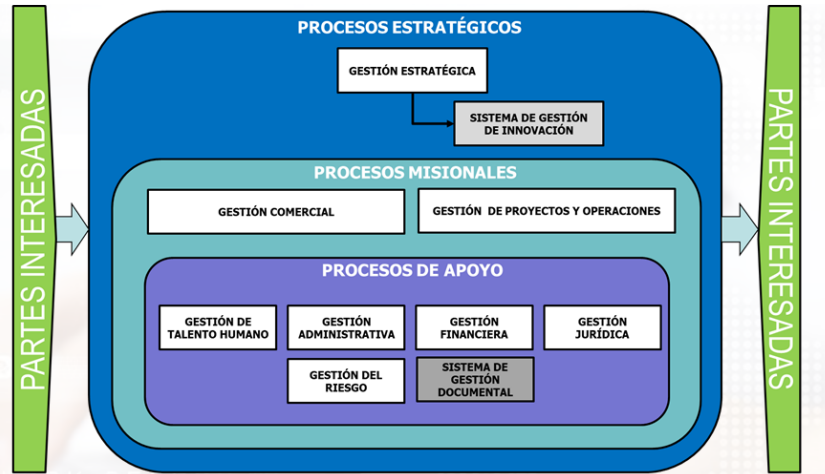 PARTES INTERESADAS
PROCESOS ESTRATÉGICOS
GESTIÓN ESTRATÉGICA
SISTEMA DE GESTIÓN
DE INNOVACIÓN
PROCESOS MISIONALES
GESTIÓN COMERCIAL
GESTIÓN DE PROYECTOS Y OPERACIONES
PROCESOS DE APOYO
GESTIÓN DE
TALENTO HUMANO
GESTIÓN
ADMINISTRATIVA
GESTIÓN
FINANCIERA
GESTIÓN
JURÍDICA
GESTIÓN DEL
RIESGO
SISTEMA DE
GESTIÓN
DOCUMENTAL
PARTES INTERESADAS